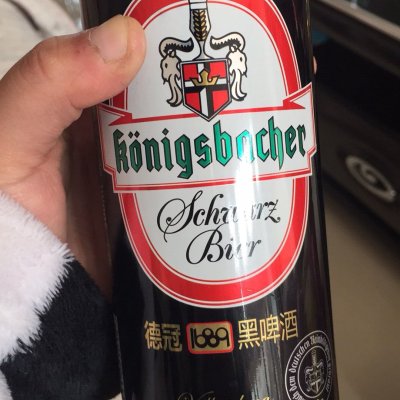 Königsbacher
Schwarz
Bier
德冠 1689 黑啤酒